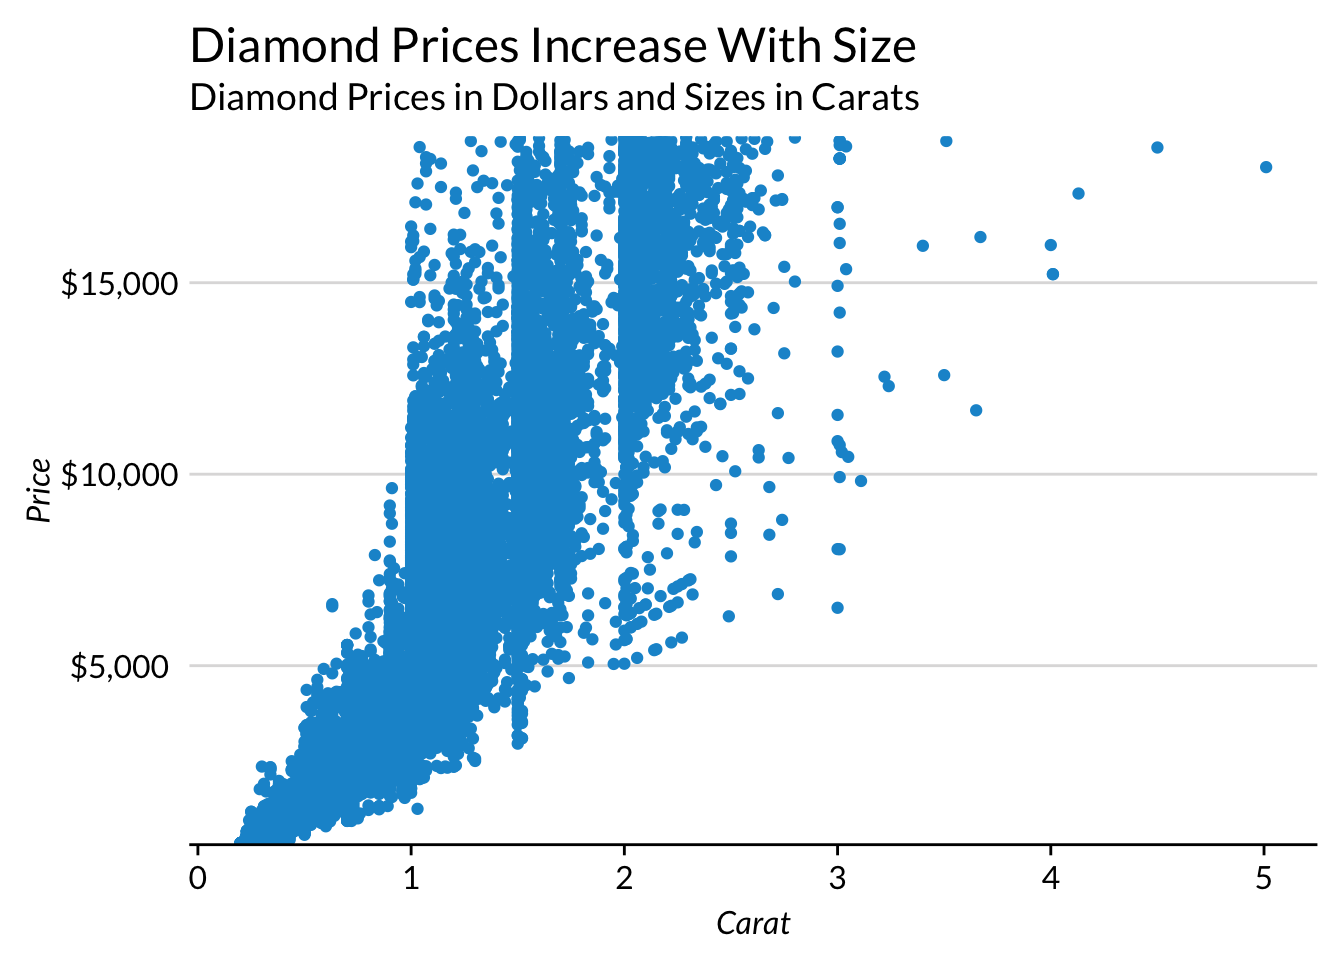 Diamond Prices Increase With Size
Diamond Prices in Dollars and Sizes in Carats
$15,000
$10,000
$5,000
Price
0 1 2 3 4 5
Carat